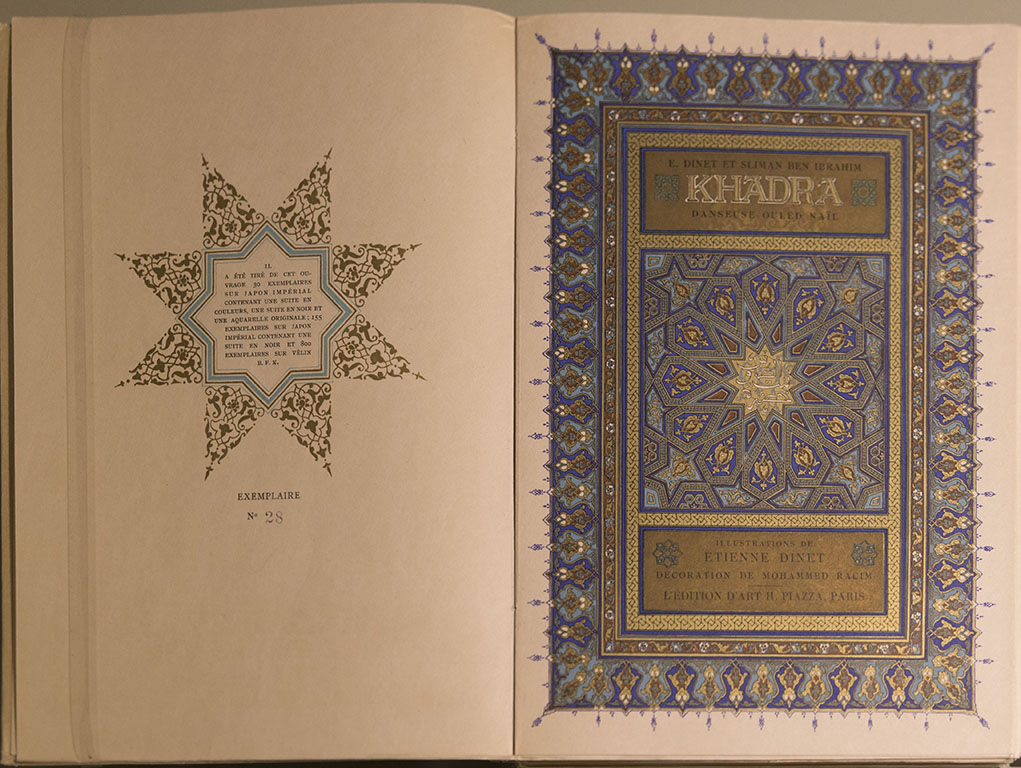 IL
A ÉTÉ TIRÉ DE CET OU-
VRAGE 30 EXEMPLAIRES
SUR JAPON IMPÉRIAL
CONTENANT UNE SUITE EN
COULEURS, UNE SUITE EN NOIR ET
UNE AQUARELLE ORIGINALE; 155
EXEMPLAIRES SUR JAPON
IMPÉRIAL CONTENANT UNE
SUITE EN NOIR ET 800
EXEMPLAIRES SUR VÉLIN
B. F. K.
EXEMPLAIRE
No 28
E. DINET ET SLIMAN BEN IBRAHIM
KHADRA
DANSEUSE OULED NAÏL
ILLUSTRATIONS DE
ETIENNE DINET
DÉCORATION DE MOHAMMED RACIM
L'ÉDITION D'ART H. PIAZZA, PARIS